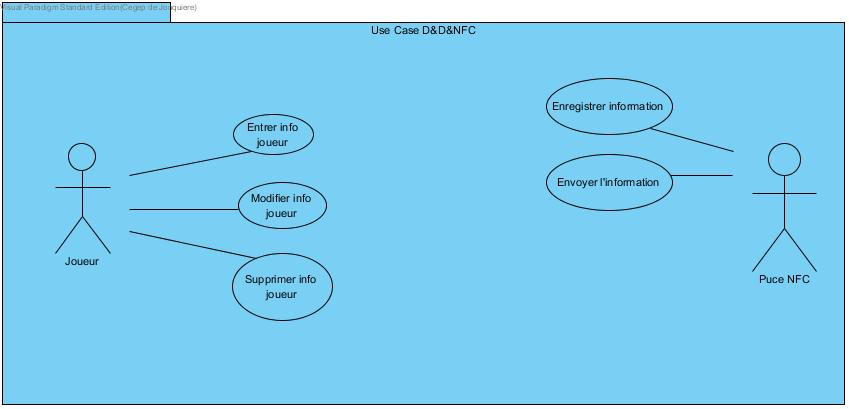 Visual Paradigm Standard Edition(Cegep de Jonquiere)
Use Case D&D&NFC
Entrer info
joueur
Modifier info
joueur
Supprimer info
joueur
Joueur
Enregistrer information
Envoyer l'information
Puce NFC